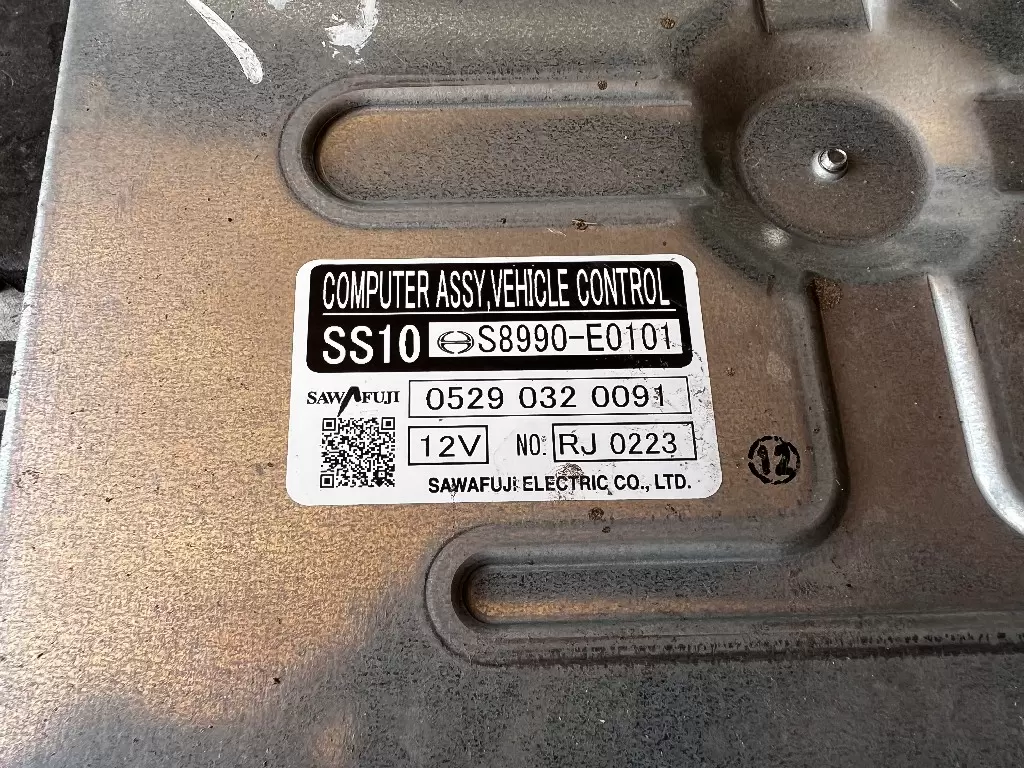 COMPUTER ASSY,VEHICLE CONTROL
SS10 S8990-E0101
SAWAFUJI 0529 032 0091
12V NO. RJ 0223
SAWAFUJI ELECTRIC CO., LTD.
12